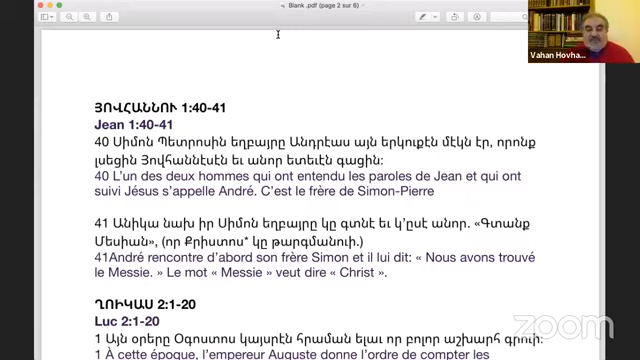 Blank .pdf (page 2 sur 6)
Vahan Hovha...
ՅՈՎՀԱՆՆՈՒ 1:40-41
Jean 1:40-41
40 Սիմոն Պետրոսին եղբայրը Անդրէաս այն երկուքէն մէկն էր, որոնք
լսեցին Յովհաննէսէն եւ անոր ետեւէն գացին:
40 L'un des deux hommes qui ont entendu les paroles de Jean et qui ont
suivi Jésus s'appelle André. C'est le frère de Simon-Pierre
41 Անիկա նախ իր Սիմոն եղբայրը կը գտնէ եւ կ'ըսէ անոր. «Գտանք
Մեսիան», (որ Քրիստոս* կը թարգմանուի.)
41André rencontre d'abord son frère Simon et il lui dit: « Nous avons trouvé
le Messie. » Le mot « Messie » veut dire « Christ ».
ՂՈՒԿԱՍ 2:1-20
Luc 2:1-20
1 Այն օրերը Օգոստոս կայսրէն հրաման ելաւ որ բոլոր աշխարհ գրուի:
1 À cette époque, l'empereur Auguste donne l'ordre de compter les
zoom